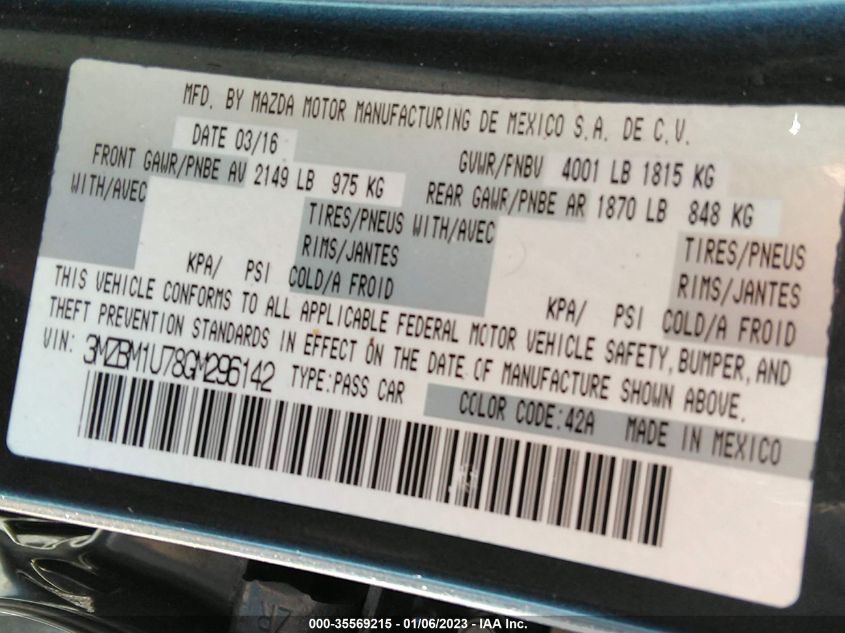 MFD. BY MAZDA MOTOR MANUFACTURING DE MEXICO S.A. DE C.V.
DATE 03/16
GVWR/PNBV 4001 LB 1815 KG
FRONT GAWR/PNBE AV 2149 LB 975 KG
REAR GAWR/PNBE AR 1870 LB 848 KG
WITH/AVEC
TIRES/PNEUS
WITH/AVEC
TIRES/PNEUS
RIMS/JANTES
RIMS/JANTES
KPA/ PSI COLD/A FROID
KPA/ PSI COLD/A FROID
THIS VEHICLE CONFORMS TO ALL APPLICABLE FEDERAL MOTOR VEHICLE SAFETY, BUMPER, AND
THEFT PREVENTION STANDARDS IN EFFECT ON THE DATE OF MANUFACTURE SHOWN ABOVE.
VIN: 3MZBM1U78GM296142 TYPE:PASS CAR
COLOR CODE:42A MADE IN MEXICO
000-35569215 - 01/06/2023 - IAA Inc.